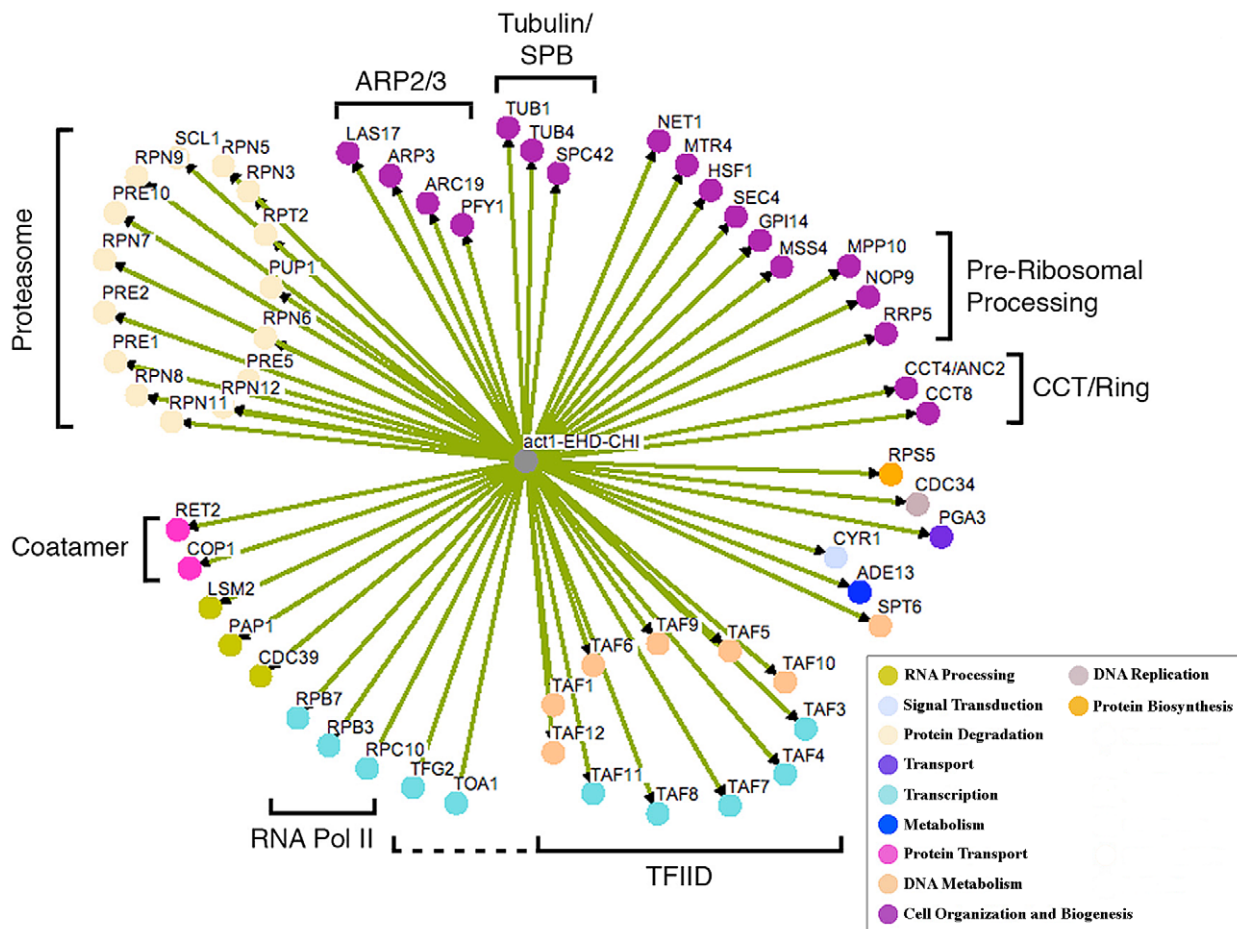 Tubulin/
SPB
ARP2/3
TUB1
TUB4
SPC42
LAS17
ARP3
ARC19
PFY1
NET1
MTR4
HSF1
SEC4
GPI14
MSS4
MPP10
NOP9
RRP5
Pre-Ribosomal
Processing
CCT4/ANC2
CCT8
CCT/Ring
Proteasome
SCL1
RPN5
RPN9
RPN3
PRE10
RPT2
RPN7
PUP1
PRE2
RPN6
PRE1
PRE5
RPN8
RPN12
RPN11
act1-EHD-CHI
RPS5
CDC34
PGA3
CYR1
ADE13
SPT6
Coatamer
RET2
COP1
LSM2
PAP1
CDC39
RPB7
RPB3
RPC10
TFG2
TOA1
RNA Pol II
TAF9
TAF5
TAF6
TAF10
TAF1
TAF3
TAF12
TAF4
TAF11
TAF8
TAF7
TFIID
RNA Processing
Signal Transduction
Protein Degradation
Transport
Transcription
Metabolism
Protein Transport
DNA Metabolism
Cell Organization and Biogenesis
DNA Replication
Protein Biosynthesis